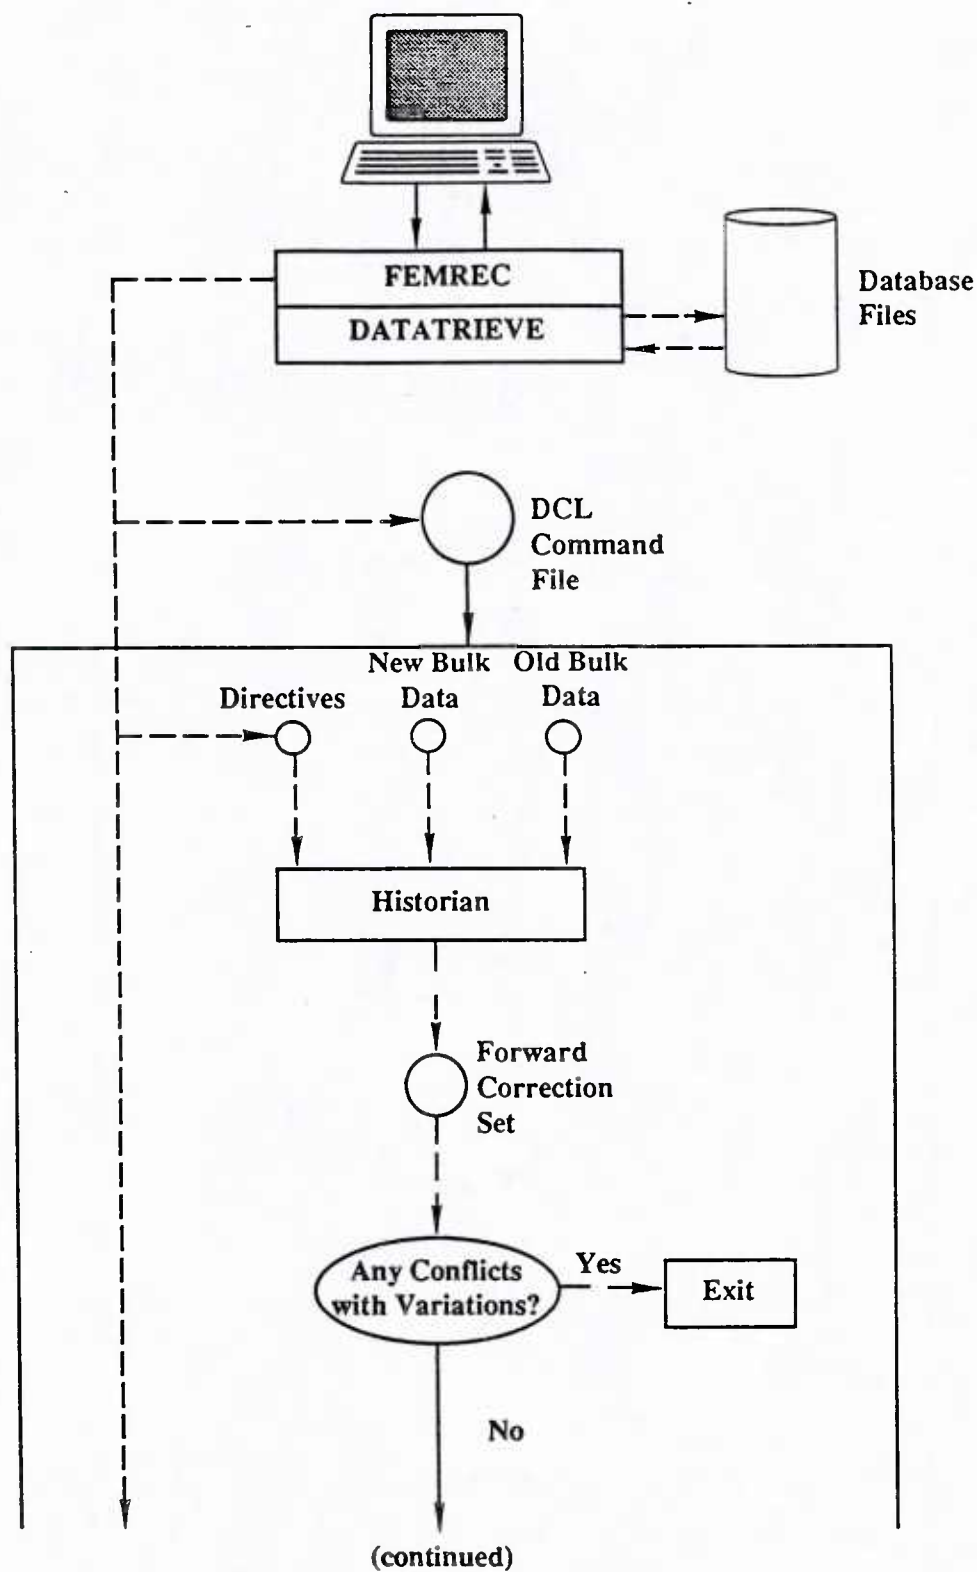 FEMREC
DATATRIEVE
Database
Files
DCL
Command
File
Directives
New Bulk
Data
Old Bulk
Data
Historian
Forward
Correction
Set
Any Conflicts
with Variations?
Yes
Exit
No
(continued)